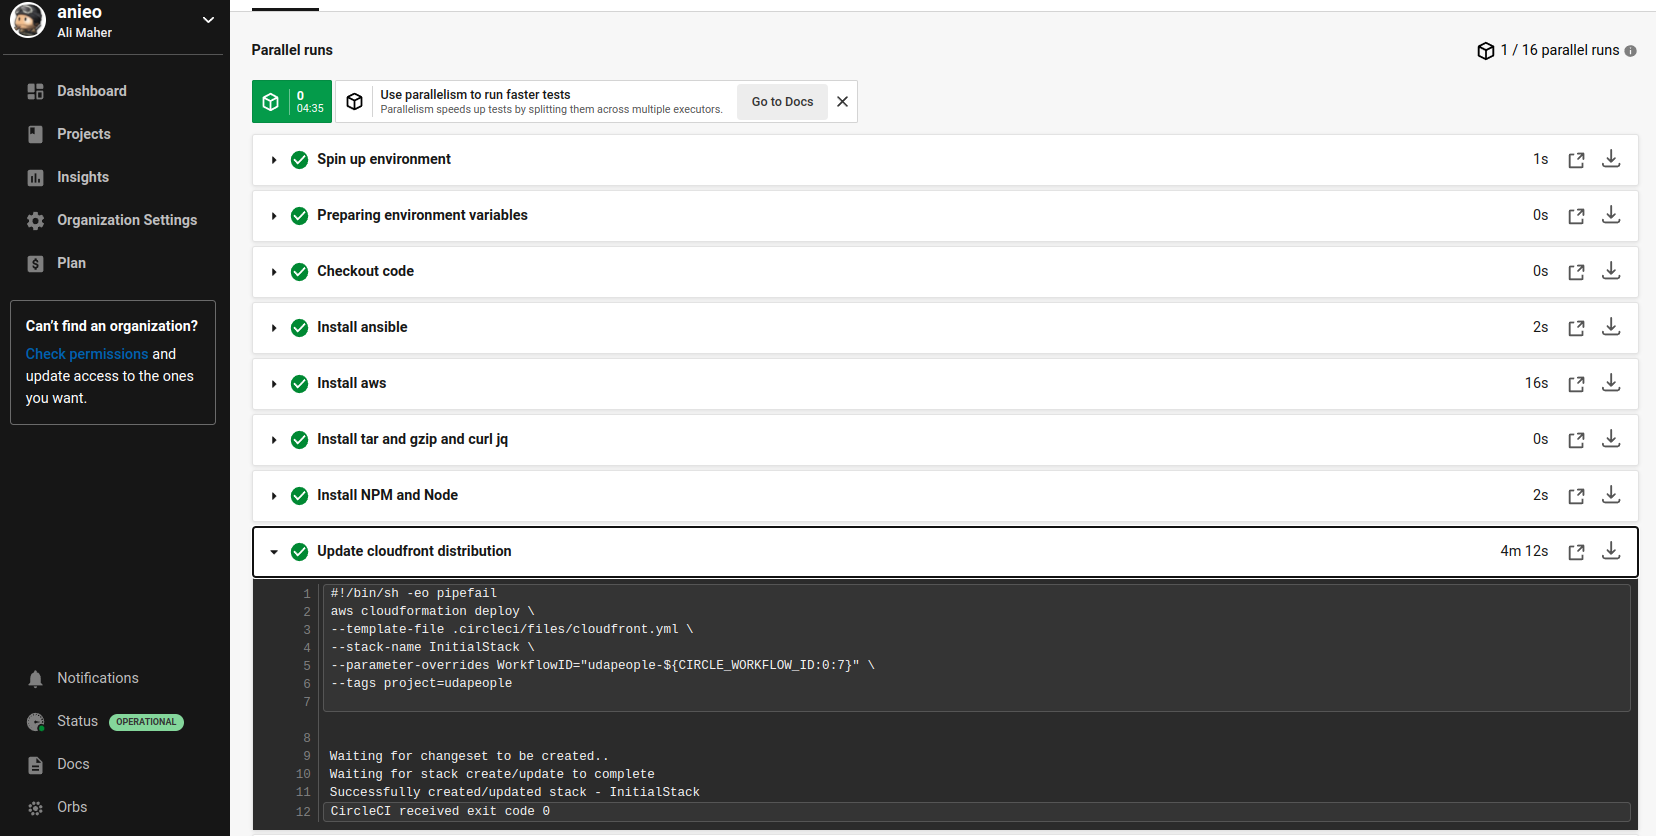 anieo
Ali Maher
Dashboard
Projects
Insights
Organization Settings
Plan
Can't find an organization?
Check permissions and
update access to the ones
you want.
Notifications
Status OPERATIONAL
Docs
Orbs
Parallel runs
1 / 16 parallel runs
0
04:35
Use parallelism to run faster tests
Parallelism speeds up tests by splitting them across multiple executors.
Go to Docs
Spin up environment 1s
Preparing environment variables 0s
Checkout code 0s
Install ansible 2s
Install aws 16s
Install tar and gzip and curl jq 0s
Install NPM and Node 2s
Update cloudfront distribution 4m 12s
1 #!/bin/sh -eo pipefail
2 aws cloudformation deploy \
3 --template-file .circleci/files/cloudfront.yml \
4 --stack-name InitialStack \
5 --parameter-overrides WorkflowID="udapeople-${CIRCLE_WORKFLOW_ID:0:7}" \
6 --tags project=udapeople
7
8
9 Waiting for changeset to be created..
10 Waiting for stack create/update to complete
11 Successfully created/updated stack - InitialStack
12 CircleCI received exit code 0